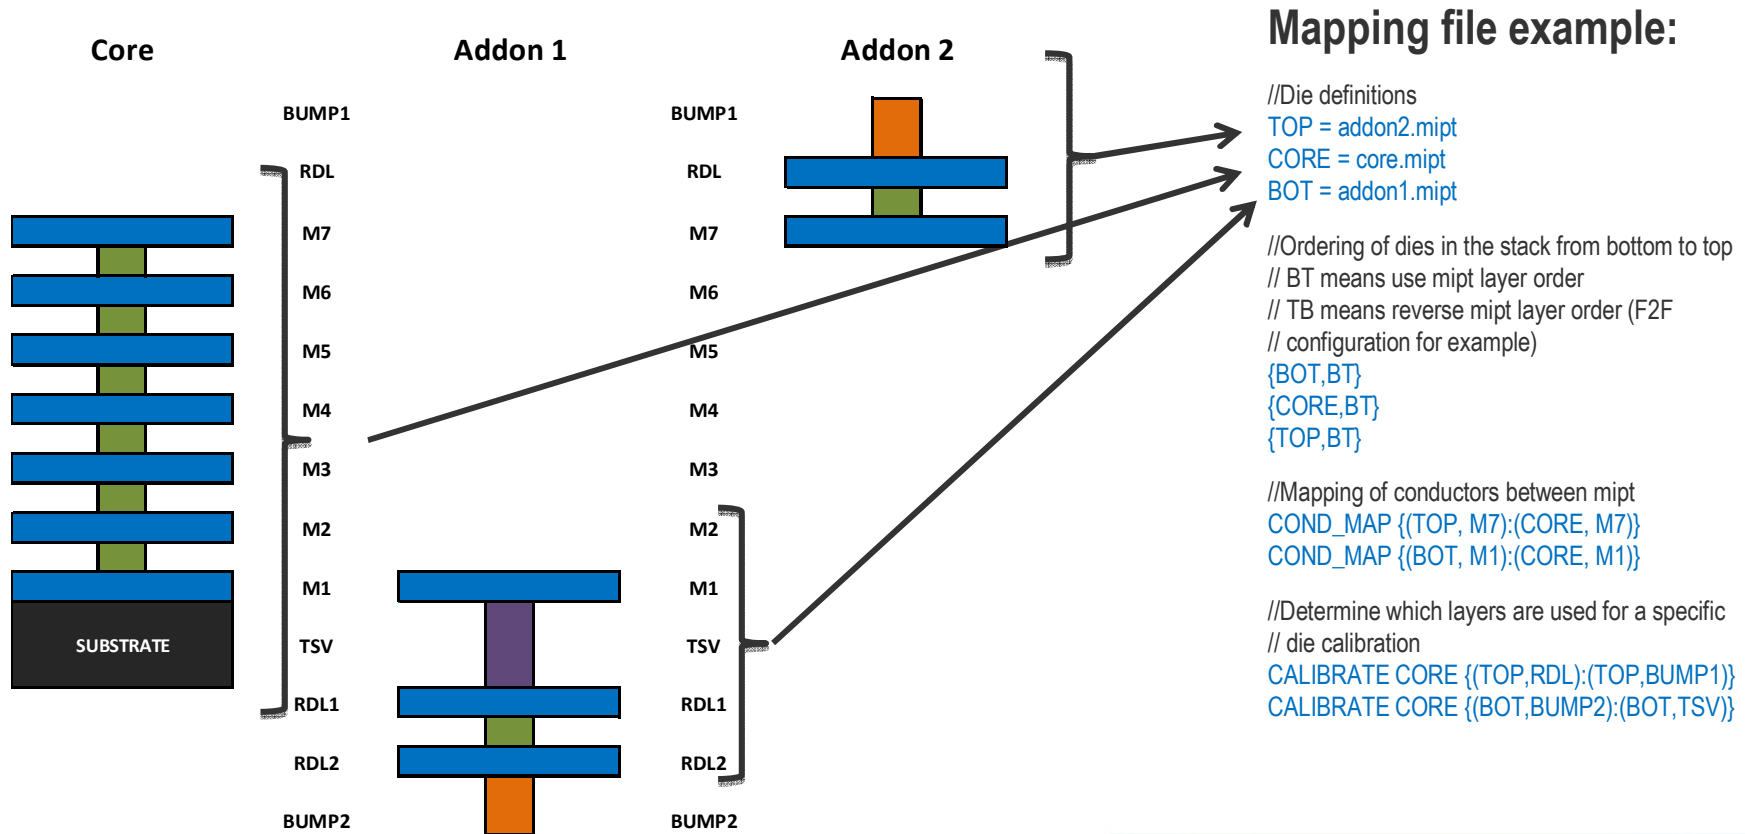 Mapping file example:
Core
Addon 1
Addon 2
BUMP1
RDL
M7
M6
M5
M4
M3
M2
M1
TSV
RDL1
RDL2
BUMP2
SUBSTRATE
BUMP1
RDL
M7
M6
M5
M4
M3
M2
M1
TSV
RDL1
RDL2
BUMP2
//Die definitions
TOP = addon2.mipt
CORE = core.mipt
BOT = addon1.mipt
//Ordering of dies in the stack from bottom to top
// BT means use mipt layer order
// TB means reverse mipt layer order (F2F
// configuration for example)
{BOT,BT}
{CORE,BT}
{TOP,BT}
//Mapping of conductors between mipt
COND_MAP {(TOP, M7):(CORE, M7)}
COND_MAP {(BOT, M1):(CORE, M1)}
//Determine which layers are used for a specific
// die calibration
CALIBRATE CORE {(TOP,RDL):(TOP,BUMP1)}
CALIBRATE CORE {(BOT,BUMP2):(BOT,TSV)}